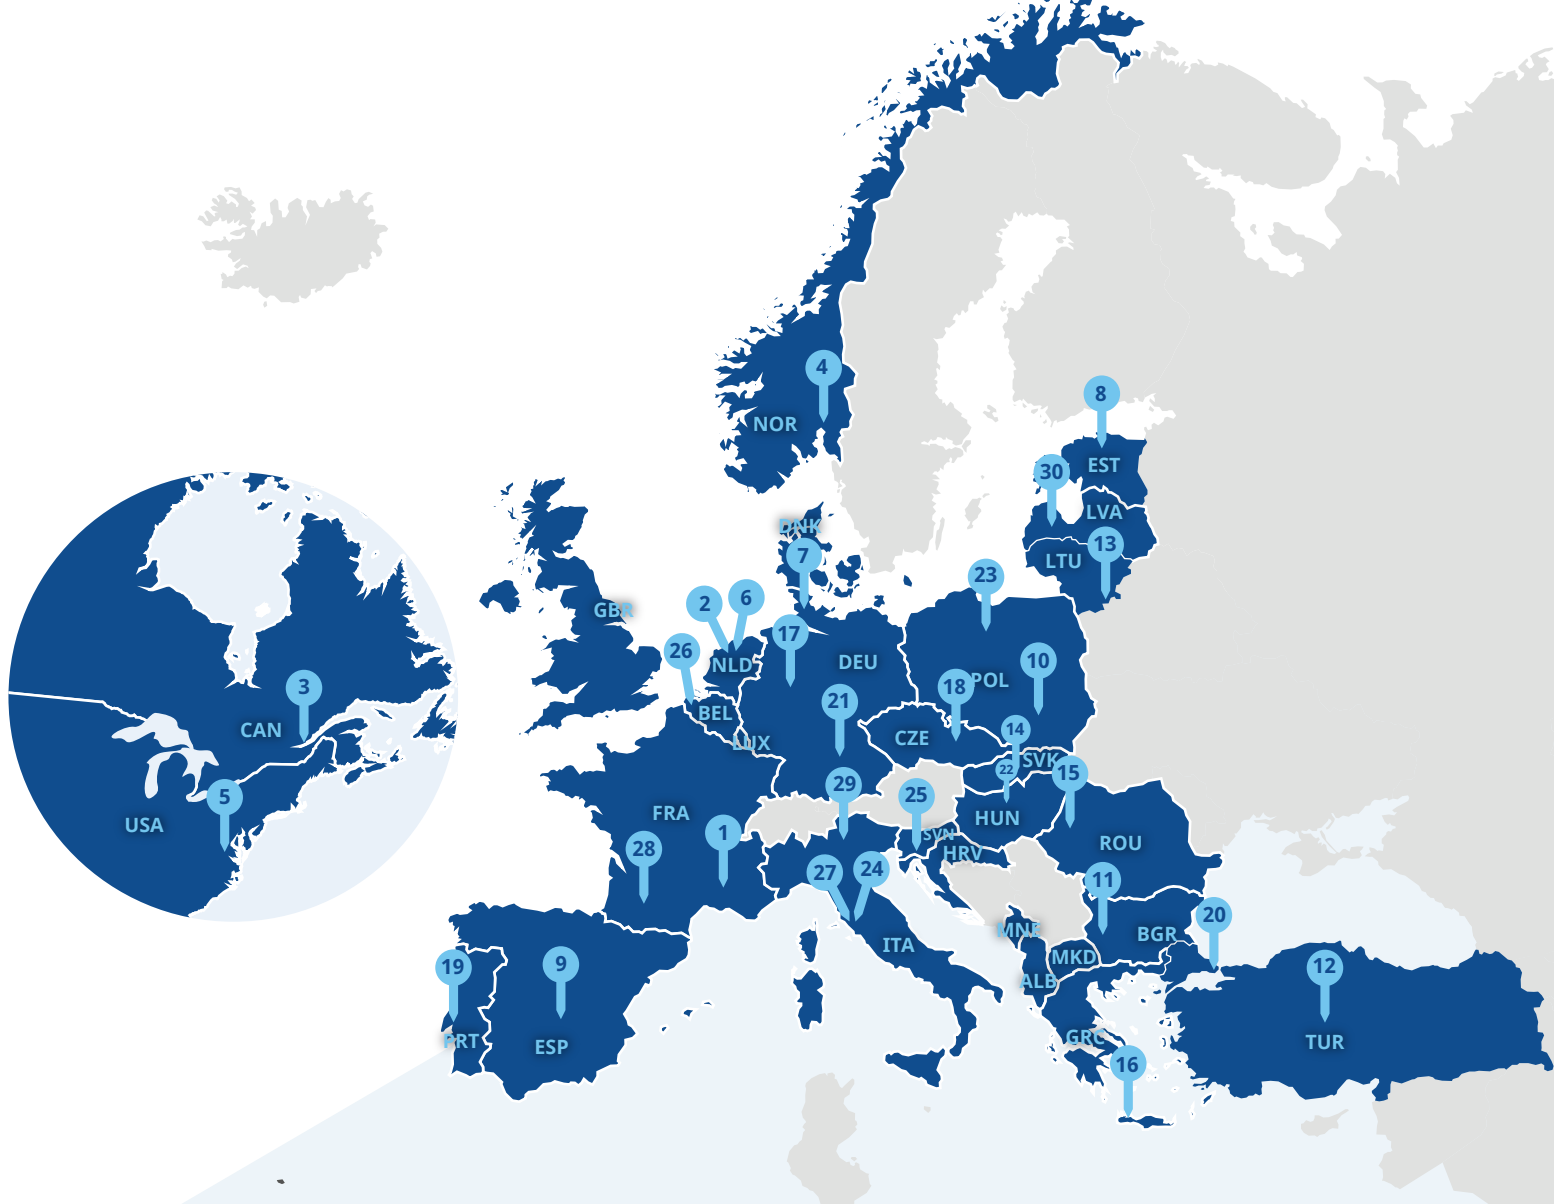 4
NOR
8
EST
30
LVA
DNK
13
LTU
7
23
2
6
GBR
17
26
NLD
DEU
10
POL
18
3
21
BEL
CAN
14
CZE
LUX
SVK
22
15
29
25
5
FRA
HUN
USA
1
SVN
ROU
28
HRV
27
24
11
20
MNE
BGR
ITA
MKD
9
19
12
ALB
GRC
PRT
TUR
ESP
16